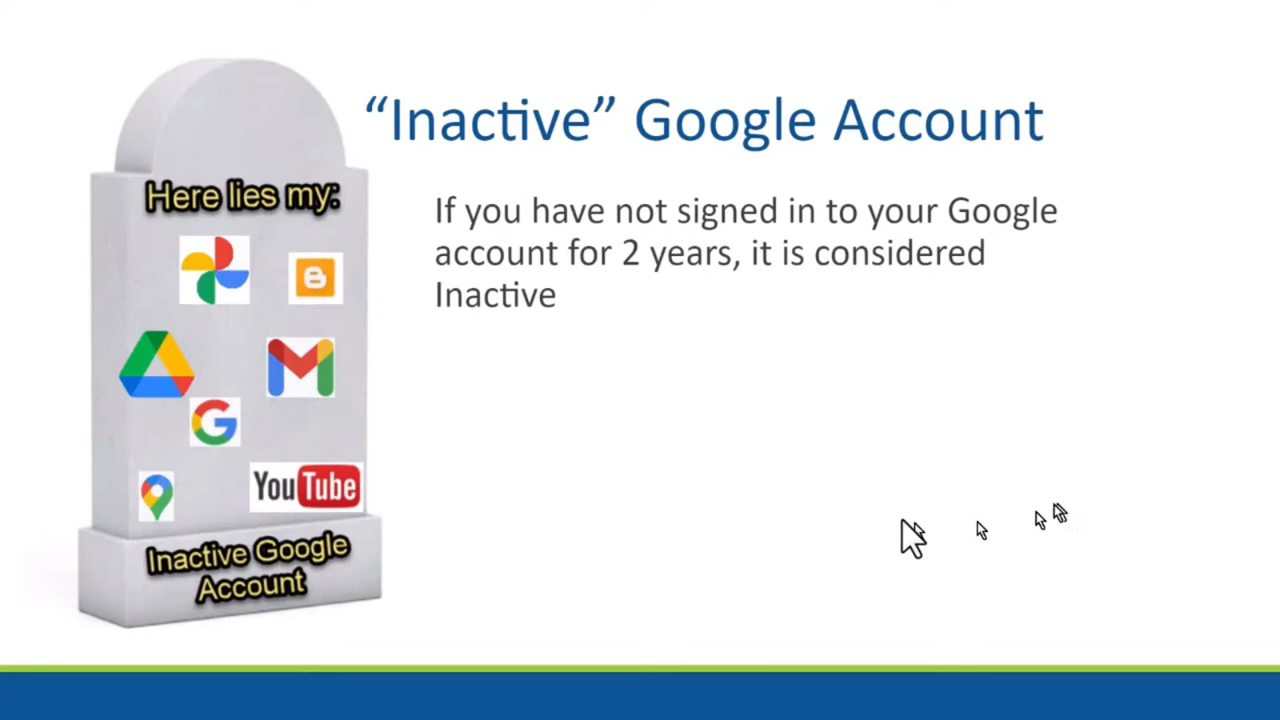 “Inactive” Google Account
If you have not signed in to your Google
account for 2 years, it is considered
Inactive
Here lies my:
YouTube
Inactive Google
Account